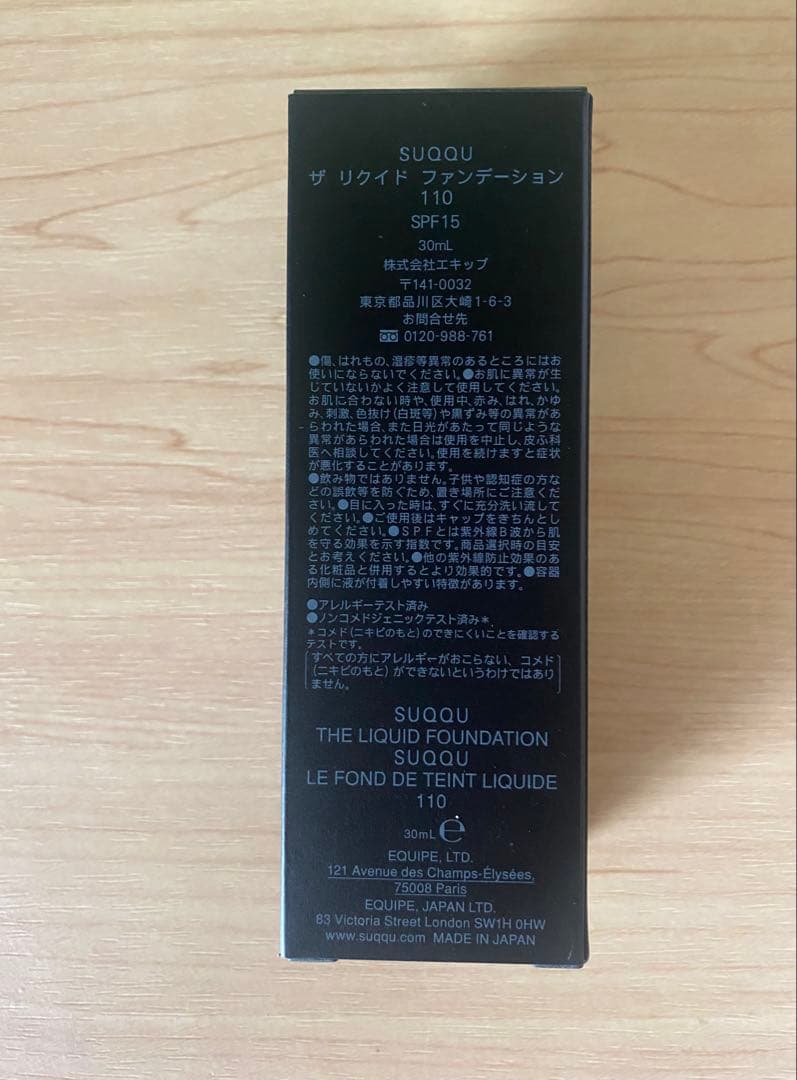 SUQQU
ザ リクイド ファンデーション
110
SPF15
30mL
株式会社エキップ
〒141-0032
東京都品川区大崎1-6-3
お問合せ先
0120-988-761
●傷、はれもの、湿疹等異常のあるところにはお
使いにならないでください。●お肌に異常が生
じていないかよく注意して使用してください。
お肌に合わない時や、使用中、赤み、はれ、かゆ
み、刺激、色抜け(白斑等)や黒ずみ等の異常があ
らわれた場合、また日光があたって同じような
異常があらわれた場合は使用を中止し、皮ふ科
医へ相談してください。使用を続けますと症状
が悪化することがあります。
●飲み物ではありません。子供や認知症の方な
どの誤飲等を防ぐため、置き場所にご注意くだ
さい。●目に入った時は、すぐに充分洗い流して
ください。●ご使用後はキャップをきちんとし
めてください。●SPFとは紫外線B波から肌
を守る効果を示す指数です。商品選択時の目安
とお考えください。●他の紫外線防止効果のあ
る化粧品と併用するとより効果的です。●容器
内側に液が付着しやすい特徴があります。
●アレルギーテスト済み
●ノンコメドジェニックテスト済み*
*コメド(ニキビのもと)のできにくいことを確認する
テストです。
[すべての方にアレルギーがおこらない、コメド
(ニキビのもと)ができないというわけではあり
ません。]
SUQQU
THE LIQUID FOUNDATION
SUQQU
LE FOND DE TEINT LIQUIDE
110
30mL ℮
EQUIPE, LTD.
121 Avenue des Champs-Élysées,
75008 Paris
EQUIPE, JAPAN LTD.
83 Victoria Street London SW1H 0HW
www.suqqu.com MADE IN JAPAN